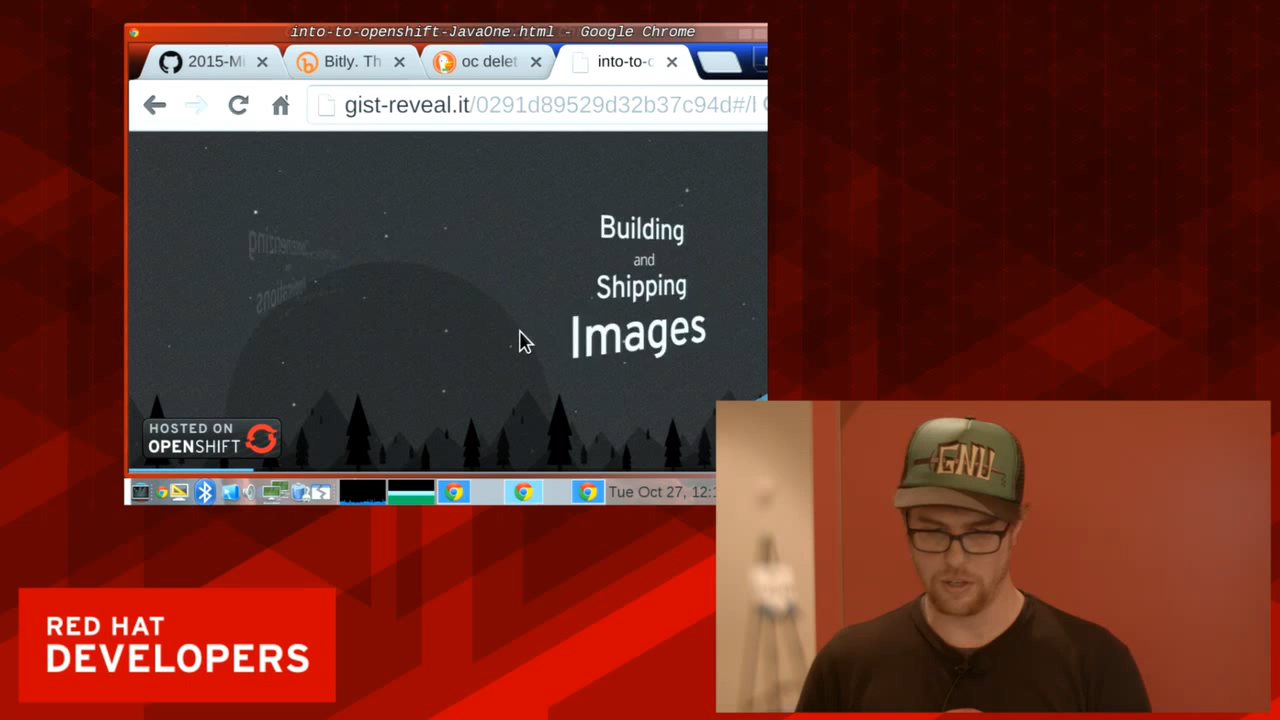 into-to-openshift-JavaOne.html - Google Chrome
2015-Mi
Bitly. Th
oc delet
into-to-o
gist-reveal.it/0291d89529d32b37c94d#/
Building
and
Shipping
Images
HOSTED ON
OPENSHIFT
Tue Oct 27, 12:1
GNU
RED HAT
DEVELOPERS